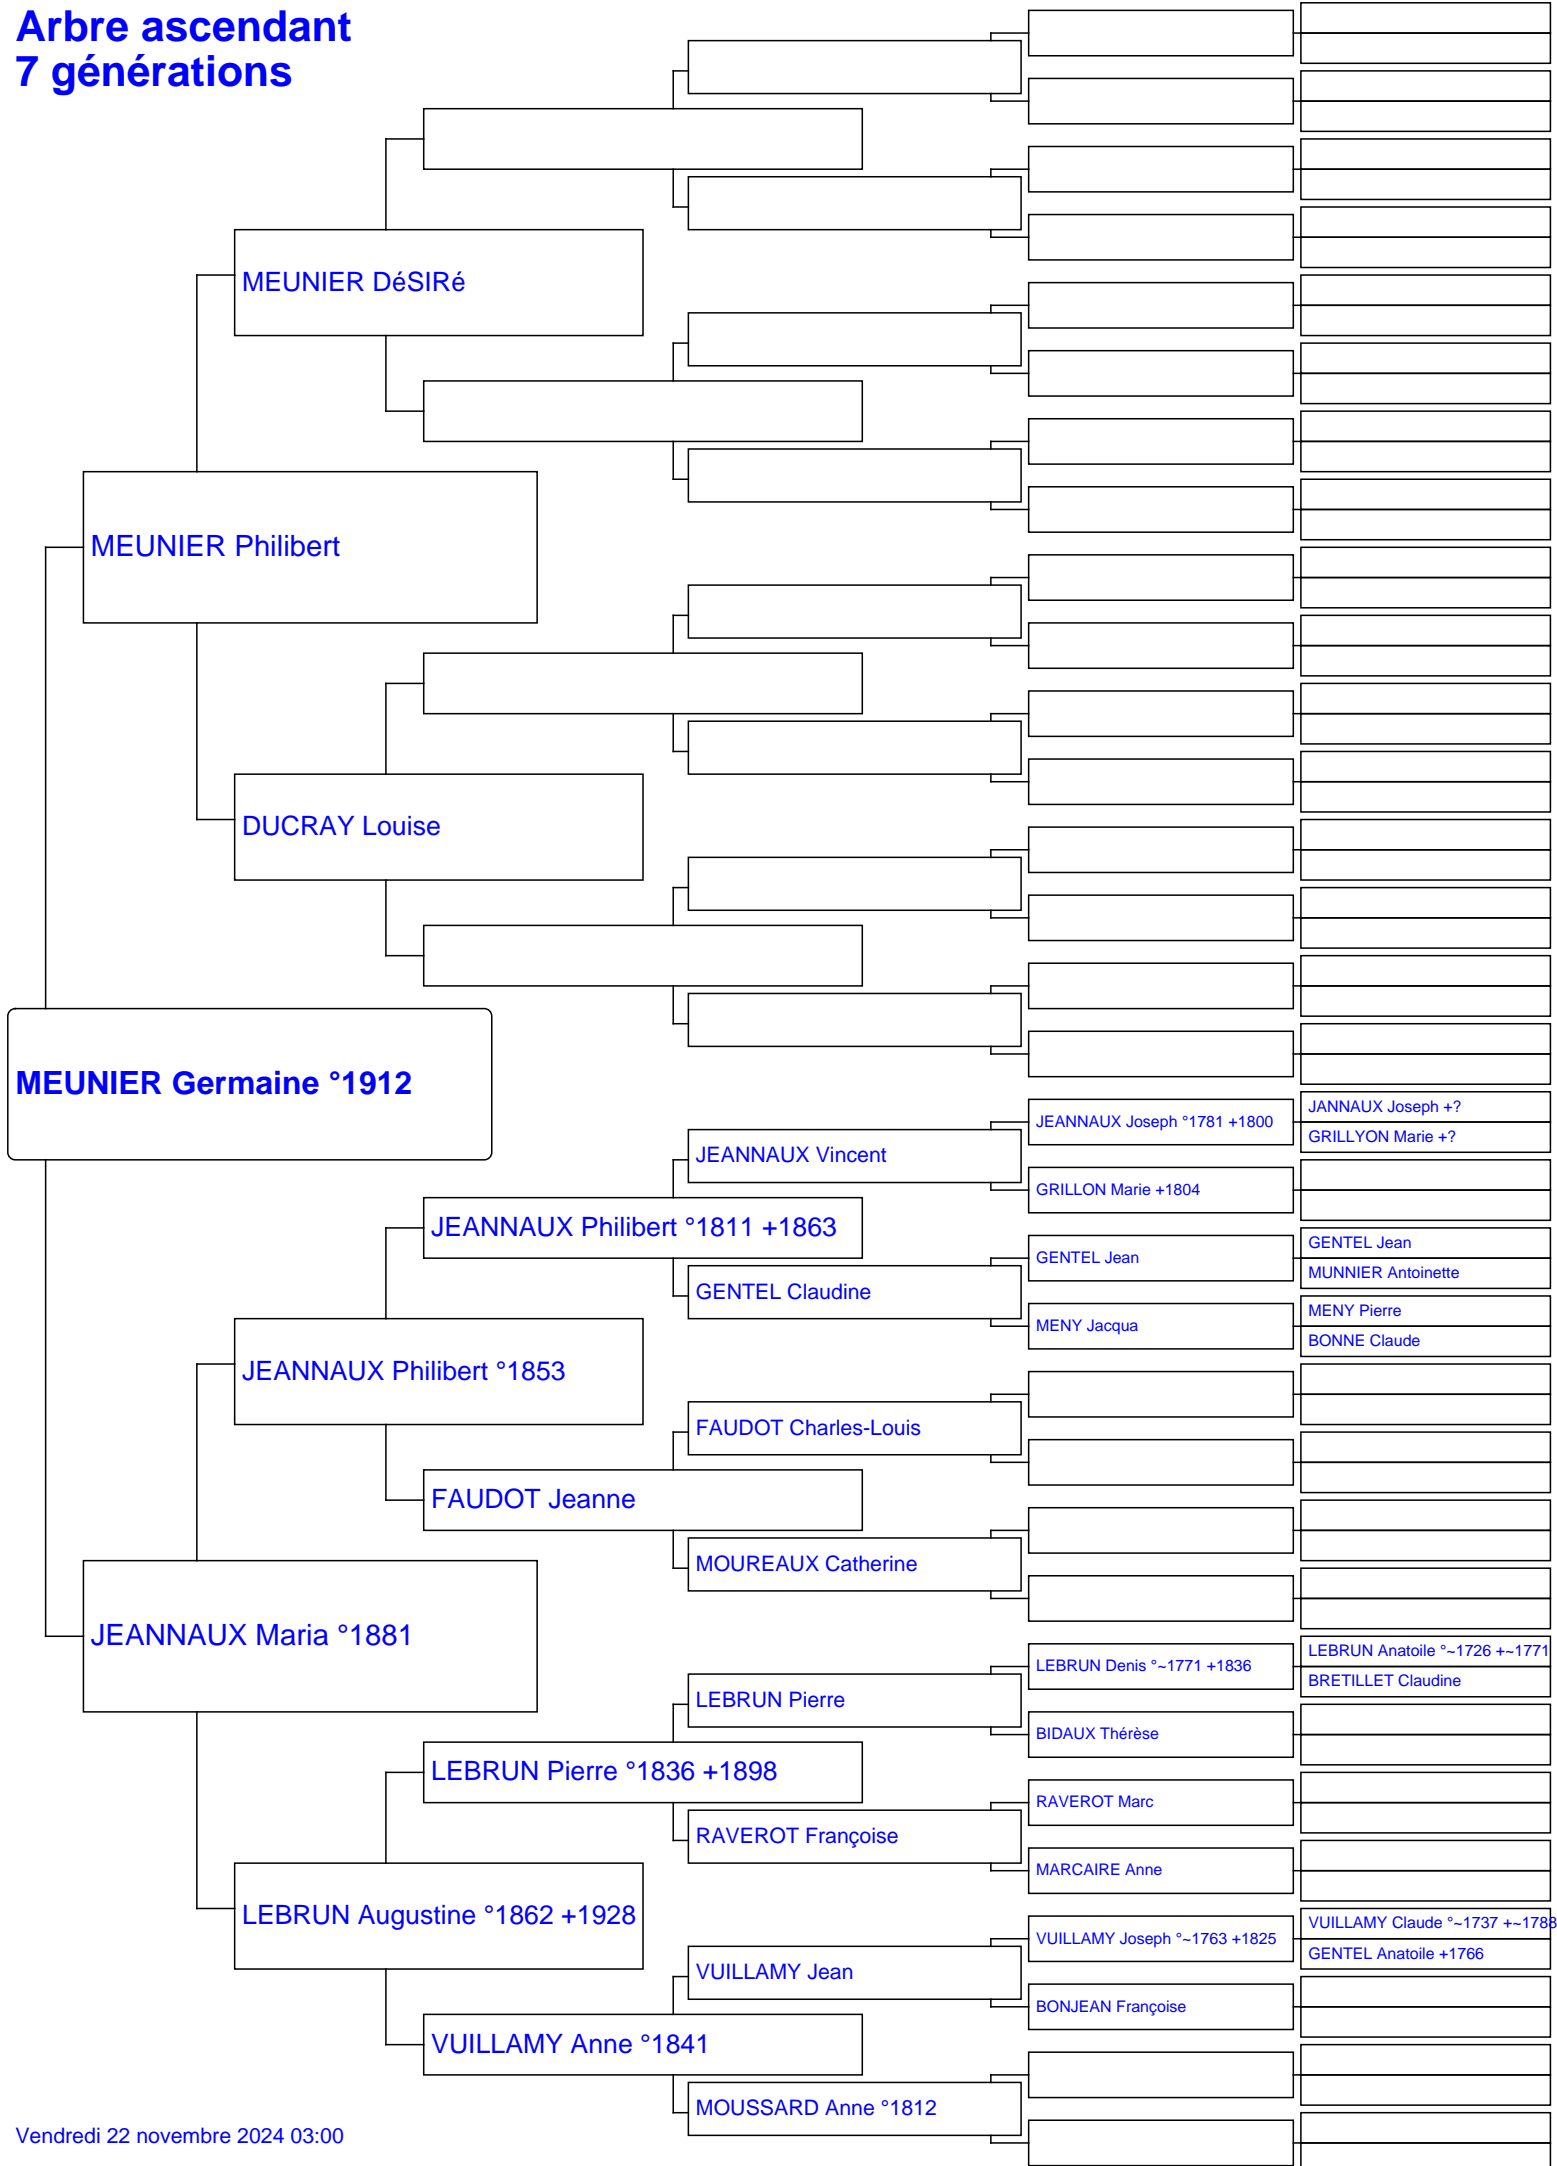 Arbre ascendant
7 générations
MEUNIER DéSIRé
MEUNIER Philibert
DUCRAY Louise
MEUNIER Germaine °1912
JEANNAUX Joseph °1781 +1800
JANNAUX Joseph +?
GRILLYON Marie +?
JEANNAUX Vincent
GRILLON Marie +1804
JEANNAUX Philibert °1811 +1863
GENTEL Jean
GENTEL Jean
MUNNIER Antoinette
GENTEL Claudine
MENY Jacqua
MENY Pierre
BONNE Claude
JEANNAUX Philibert °1853
FAUDOT Charles-Louis
FAUDOT Jeanne
MOUREAUX Catherine
JEANNAUX Maria °1881
LEBRUN Denis °~1771 +1836
LEBRUN Anatoile °~1726 +~1771
BRETILLET Claudine
LEBRUN Pierre
BIDAUX Thérèse
LEBRUN Pierre °1836 +1898
RAVEROT Marc
RAVEROT Françoise
MARCAIRE Anne
LEBRUN Augustine °1862 +1928
VUILLAMY Joseph °~1763 +1825
VUILLAMY Claude °~1737 +~1788
GENTEL Anatoile +1766
VUILLAMY Jean
BONJEAN Françoise
VUILLAMY Anne °1841
MOUSSARD Anne °1812
Vendredi 22 novembre 2024 03:00